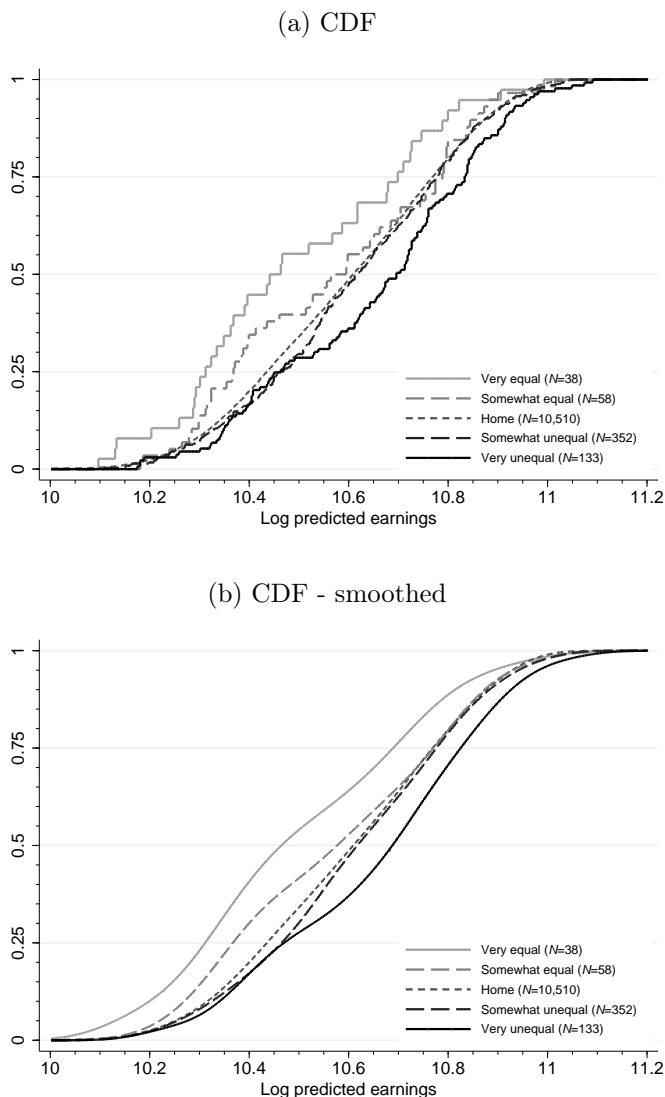 (a) CDF
1
0.75
0.5
0.25
0
Very equal (N=38)
Somewhat equal (N=58)
Home (N=10,510)
Somewhat unequal (N=352)
Very unequal (N=133)
10 10.2 10.4 10.6 10.8 11 11.2
Log predicted earnings
(b) CDF - smoothed
1
0.75
0.5
0.25
0
Very equal (N=38)
Somewhat equal (N=58)
Home (N=10,510)
Somewhat unequal (N=352)
Very unequal (N=133)
10 10.2 10.4 10.6 10.8 11 11.2
Log predicted earnings